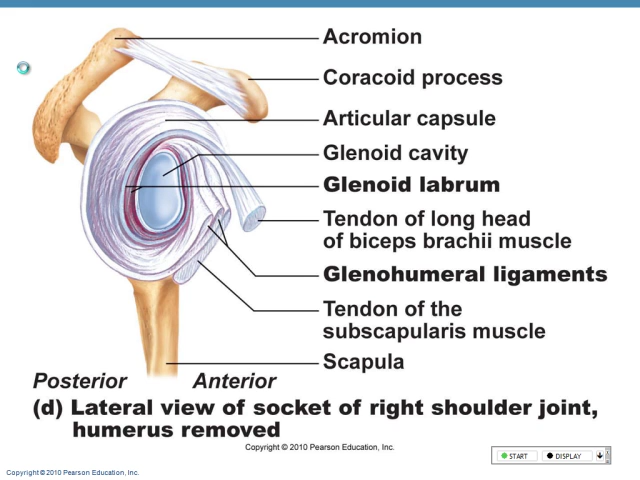 Acromion
Coracoid process
Articular capsule
Glenoid cavity
Glenoid labrum
Tendon of long head
of biceps brachii muscle
Glenohumeral ligaments
Tendon of the
subscapularis muscle
Scapula
Posterior Anterior
(d) Lateral view of socket of right shoulder joint,
humerus removed
Copyright © 2010 Pearson Education, Inc.
START DISPLAY
Copyright © 2010 Pearson Education, Inc.